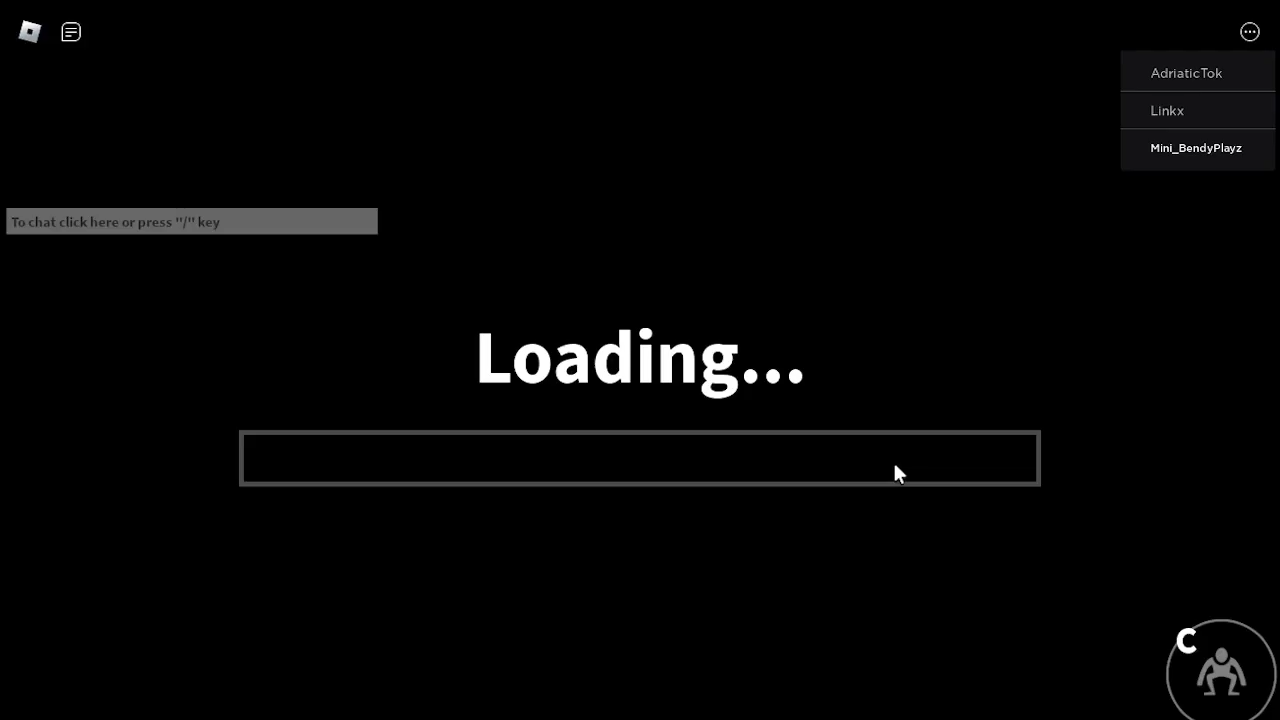 AdriaticTok
Linkx
Mini_BendyPlayz
To chat click here or press "/" key
Loading...
C